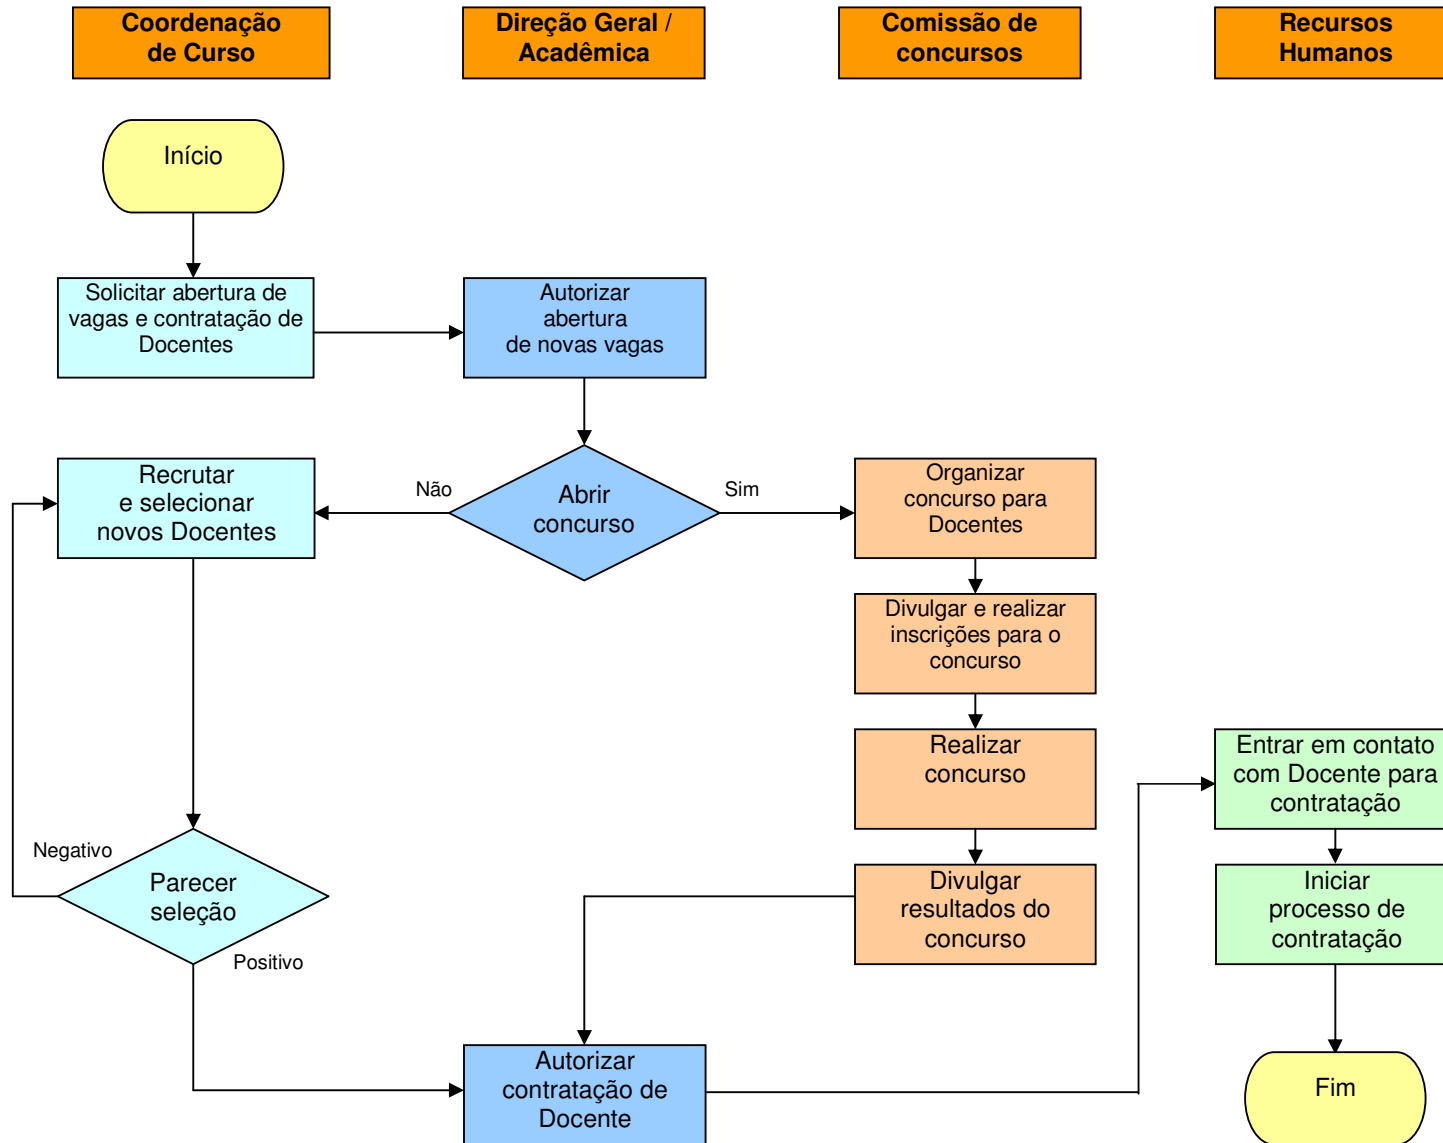 Coordenação
de Curso
Direção Geral /
Acadêmica
Comissão de
concursos
Recursos
Humanos
Início
Solicitar abertura de
vagas e contratação de
Docentes
Autorizar
abertura
de novas vagas
Recrutar
e selecionar
novos Docentes
Não
Abrir
concurso
Sim
Organizar
concurso para
Docentes
Divulgar e realizar
inscrições para o
concurso
Realizar
concurso
Entrar em contato
com Docente para
contratação
Negativo
Parecer
seleção
Positivo
Divulgar
resultados do
concurso
Iniciar
processo de
contratação
Autorizar
contratação de
Docente
Fim